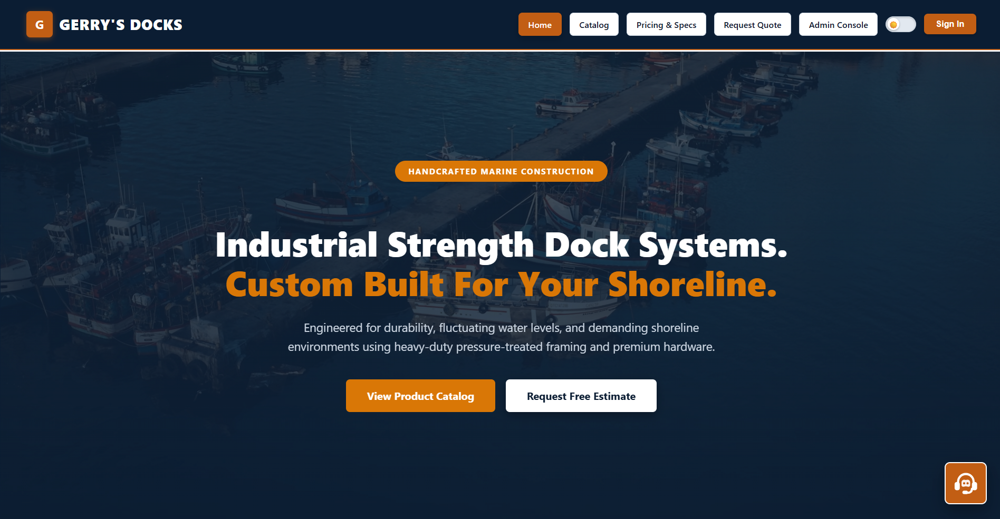 G
GERRY'S DOCKS
Home
Catalog
Pricing & Specs
Request Quote
Admin Console
Sign In
HANDCRAFTED MARINE CONSTRUCTION
Industrial Strength Dock Systems.
Custom Built For Your Shoreline.
Engineered for durability, fluctuating water levels, and demanding shoreline
environments using heavy-duty pressure-treated framing and premium hardware.
View Product Catalog
Request Free Estimate